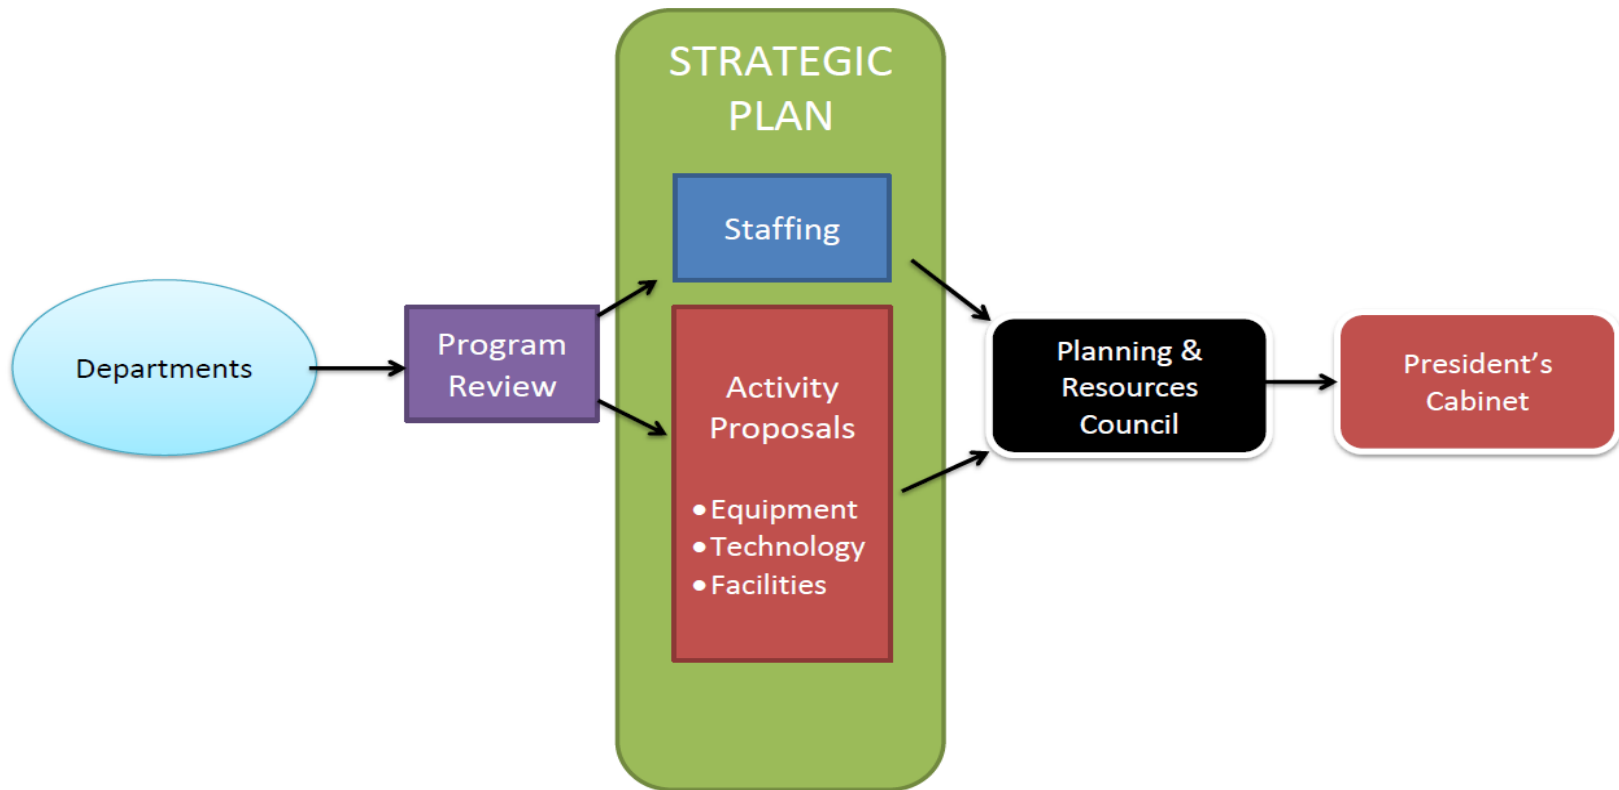 STRATEGIC
PLAN
Staffing
Departments
Program
Review
Activity
Proposals
• Equipment
• Technology
• Facilities
Planning &
Resources
Council
President’s
Cabinet